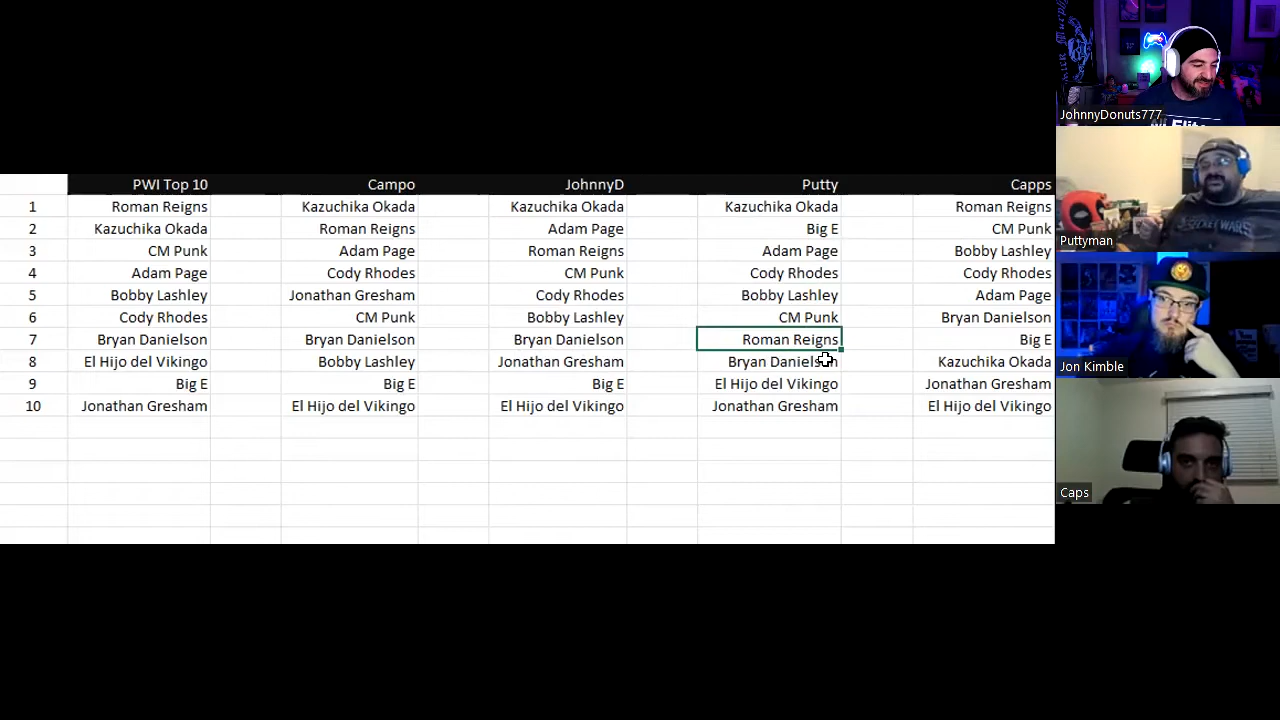 PWI Top 10 Campo JohnnyD Putty Capps
1 Roman Reigns Kazuchika Okada Kazuchika Okada Kazuchika Okada Roman Reigns
2 Kazuchika Okada Roman Reigns Adam Page Big E CM Punk
3 CM Punk Adam Page Roman Reigns Adam Page Bobby Lashley
4 Adam Page Cody Rhodes CM Punk Cody Rhodes Cody Rhodes
5 Bobby Lashley Jonathan Gresham Cody Rhodes Bobby Lashley Adam Page
6 Cody Rhodes CM Punk Bobby Lashley CM Punk Bryan Danielson
7 Bryan Danielson Bryan Danielson Bryan Danielson Roman Reigns Big E
8 El Hijo del Vikingo Bobby Lashley Jonathan Gresham Bryan Danielson Kazuchika Okada
9 Big E Big E Big E El Hijo del Vikingo Jonathan Gresham
10 Jonathan Gresham El Hijo del Vikingo El Hijo del Vikingo Jonathan Gresham El Hijo del Vikingo
JohnnyDonuts777
Puttyman
Jon Kimble
Caps